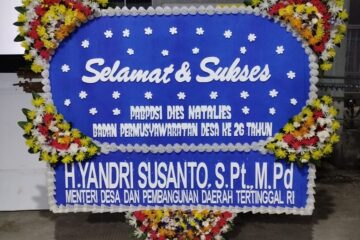 Selamat & Sukses
PABPDSI DIES NATALIES
BADAN PERMUSYAWARATAN DESA KE 26 TAHUN
H.YANDRI SUSANTO, S.Pt.,M.Pd
MENTERI DESA DAN PEMBANGUNAN DAERAH TERTINGGAL RI